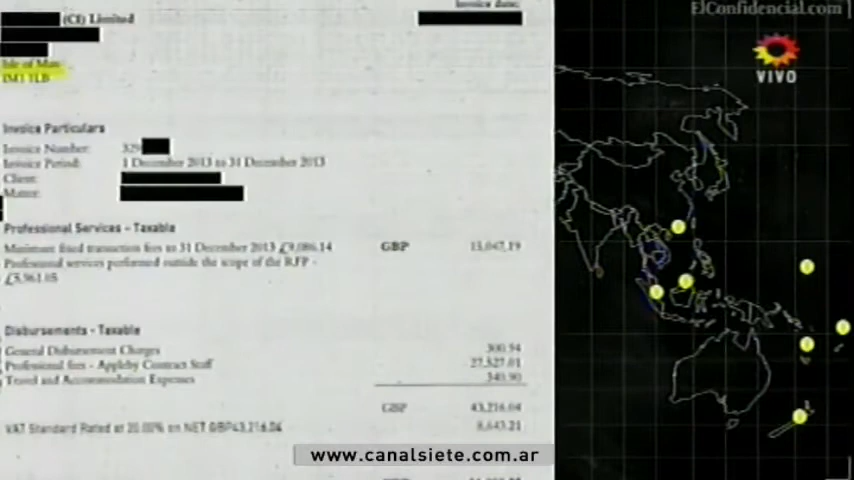 Invoice date:
(CI) Limited
Isle of Man
IM1 1LB
Invoice Particulars
Invoice Number: 329
Invoice Period: 1 December 2013 to 31 December 2013
Client:
Matter:
Professional Services - Taxable
Minimum fixed transaction fees to 31 December 2013 £9,086.14 GBP 15,047.19
Professional services performed outside the scope of the RFP -
£5,961.05
Disbursements - Taxable
General Disbursement Charges 300.94
Professional fees - Appleby Contract Staff 27,527.01
Travel and Accommodation Expenses 340.90
GBP 43,216.04
VAT Standard Rated at 20.00% on NET GBP43,216.04 8,643.21
ElConfidencial.com
VIVO
www.canalsiete.com.ar